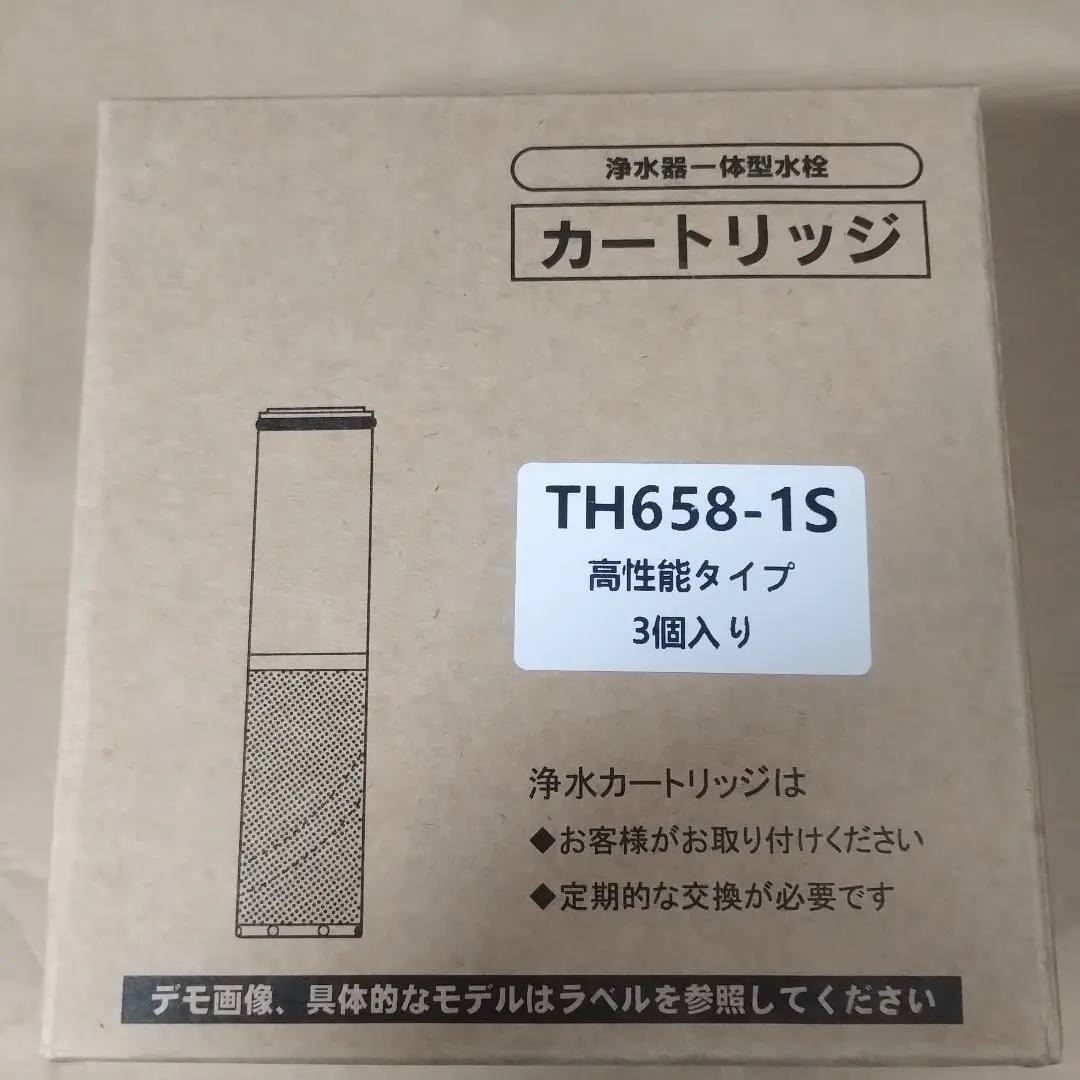 浄水器一体型水栓
カートリッジ
TH658-1S
高性能タイプ
3個入り
浄水カートリッジは
◆お客様がお取り付けください
◆定期的な交換が必要です
デモ画像、具体的なモデルはラベルを参照してください